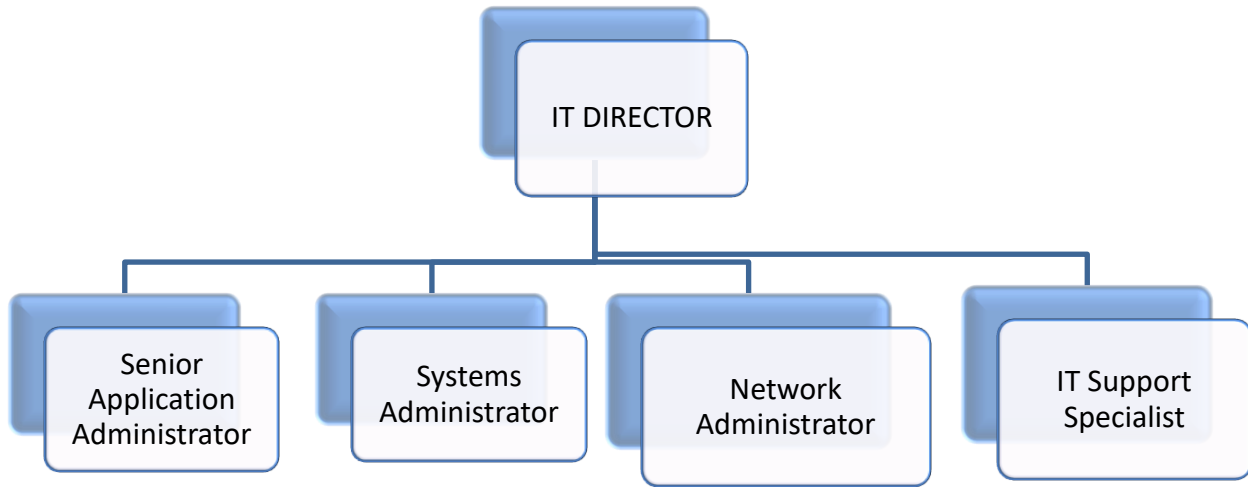 IT DIRECTOR
Senior
Application
Administrator
Systems
Administrator
Network
Administrator
IT Support
Specialist